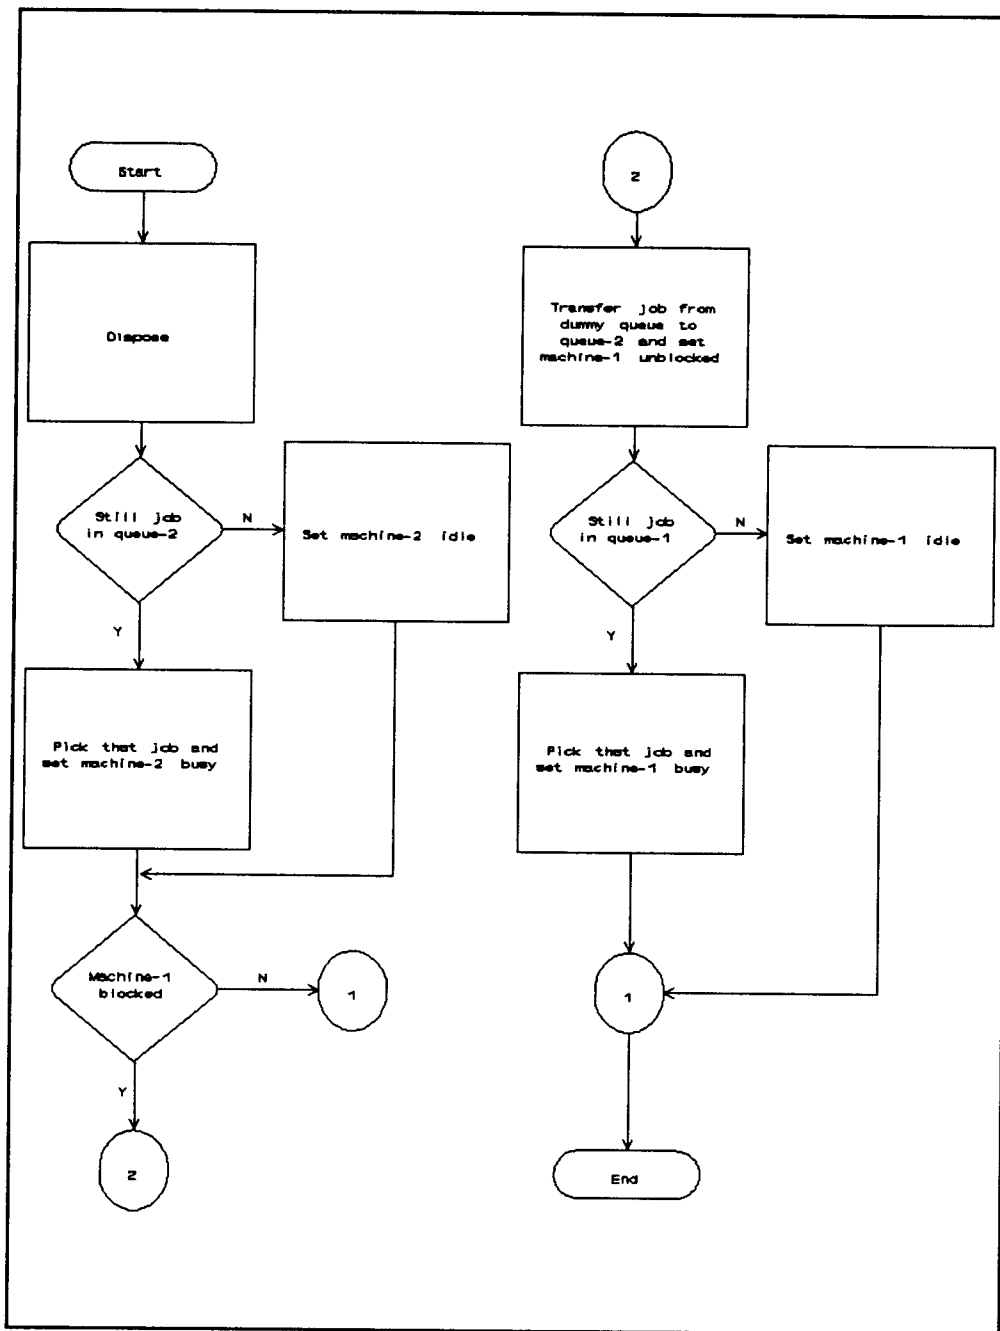 Start
Dispose
Still job
in queue-2
N
Set machine-2 idle
Y
Pick that job and
set machine-2 busy
Machine-1
blocked
N
1
Y
2
2
Transfer job from
dummy queue to
queue-2 and set
machine-1 unblocked
Still job
in queue-1
N
Set machine-1 idle
Y
Pick that job and
set machine-1 busy
1
End